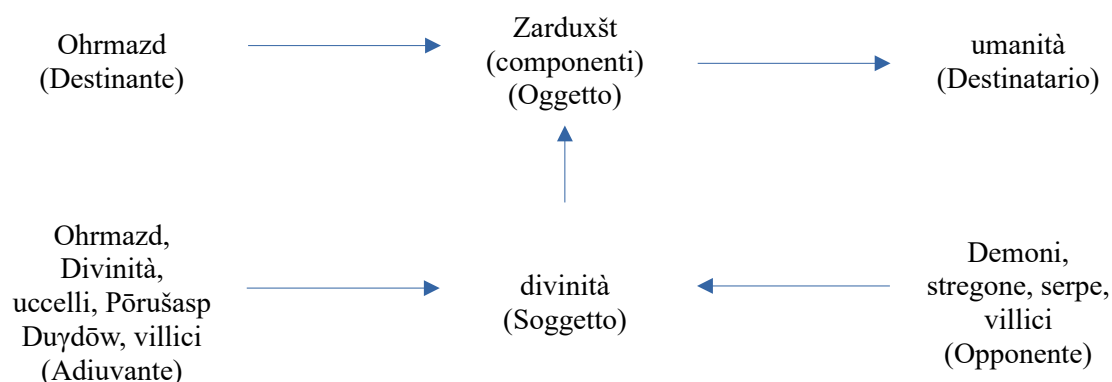 Ohrmazd
(Destinante)
Zarduxšt
(componenti)
(Oggetto)
umanità
(Destinatario)
Ohrmazd,
Divinità,
uccelli, Pōrušasp
Duγdōw, villici
(Adiuvante)
divinità
(Soggetto)
Demoni,
stregone, serpe,
villici
(Opponente)